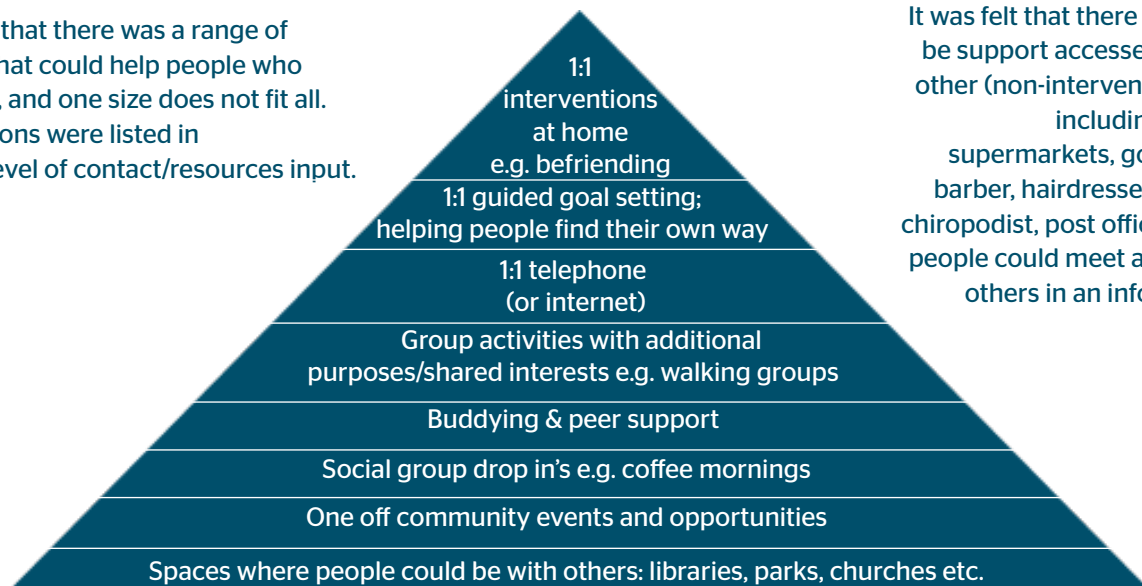 that there was a range of
that could help people who
, and one size does not fit all.
ions were listed in
evel of contact/resources input.
1:1
interventions
at home
e.g. befriending
1:1 guided goal setting;
helping people find their own way
1:1 telephone
(or internet)
Group activities with additional
purposes/shared interests e.g. walking groups
Buddying & peer support
Social group drop in's e.g. coffee mornings
One off community events and opportunities
Spaces where people could be with others: libraries, parks, churches etc.
It was felt that there
be support accesse
other (non-interven
includin
supermarkets, go
barber, hairdresse
chiropodist, post offic
people could meet a
others in an info